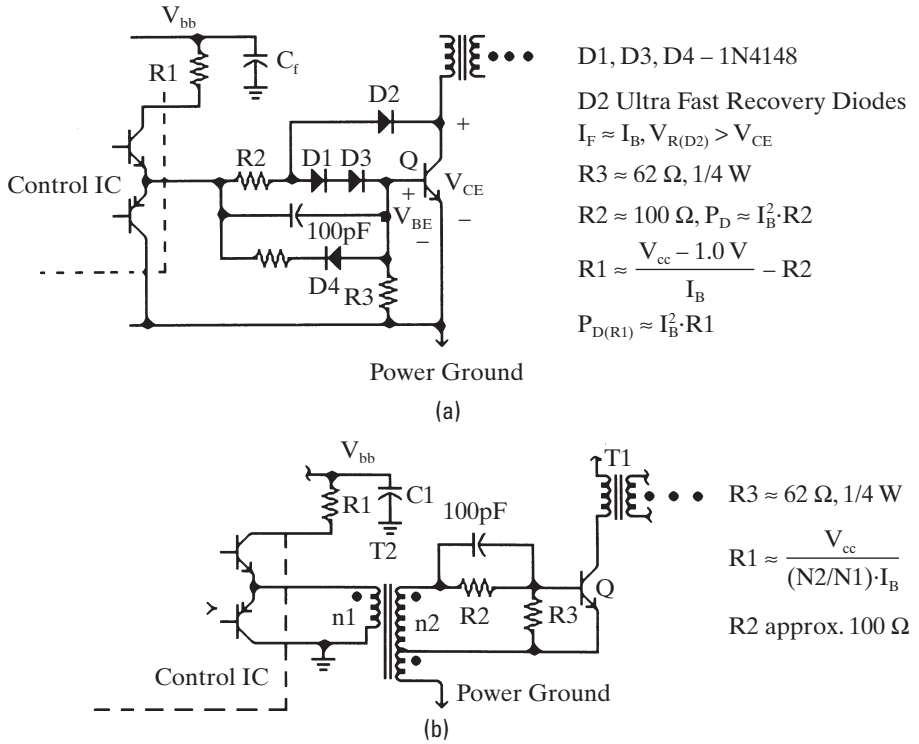 V_bb
R1
C_f
D2
D1, D3, D4 – 1N4148
D2 Ultra Fast Recovery Diodes
I_F ≈ I_B, V_R(D2) > V_CE
R3 ≈ 62 Ω, 1/4 W
R2 ≈ 100 Ω, P_D ≈ I_B^2·R2
R1 ≈ (V_cc – 1.0 V) / I_B – R2
P_D(R1) ≈ I_B^2·R1
Control IC
R2
D1 D3
Q
+
V_CE
–
+
V_BE
–
100pF
D4
R3
Power Ground
(a)
V_bb
R1
C1
T2
100pF
T1
R3 ≈ 62 Ω, 1/4 W
R1 ≈ V_cc / ((N2/N1)·I_B)
R2 approx. 100 Ω
n1
n2
R2
R3
Q
Control IC
Power Ground
(b)